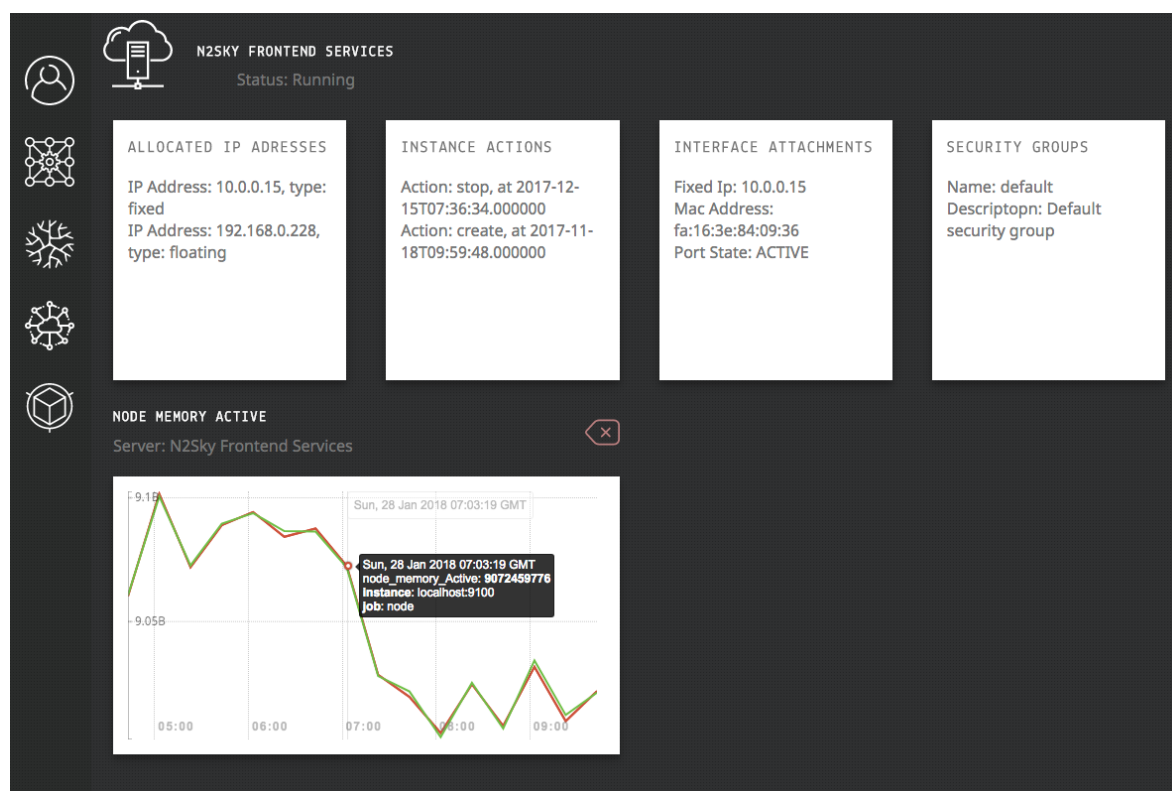 N2SKY FRONTEND SERVICES
Status: Running
ALLOCATED IP ADRESSES
IP Address: 10.0.0.15, type:
fixed
IP Address: 192.168.0.228,
type: floating
INSTANCE ACTIONS
Action: stop, at 2017-12-
15T07:36:34.000000
Action: create, at 2017-11-
18T09:59:48.000000
INTERFACE ATTACHMENTS
Fixed Ip: 10.0.0.15
Mac Address:
fa:16:3e:84:09:36
Port State: ACTIVE
SECURITY GROUPS
Name: default
Descriptopn: Default
security group
NODE MEMORY ACTIVE
Server: N2Sky Frontend Services
9.1B
Sun, 28 Jan 2018 07:03:19 GMT
Sun, 28 Jan 2018 07:03:19 GMT
node_memory_Active: 9072459776
Instance: localhost:9100
job: node
9.05B
05:00 06:00 07:00 08:00 09:00